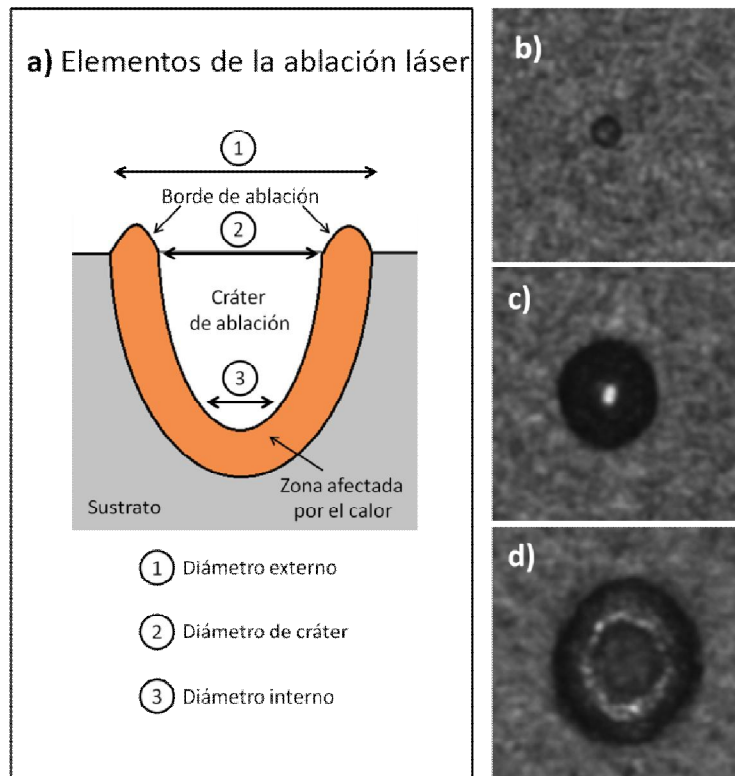 a) Elementos de la ablación láser
1
Borde de ablación
2
Cráter
de ablación
3
Zona afectada
por el calor
Sustrato
1 Diámetro externo
2 Diámetro de cráter
3 Diámetro interno
b)
c)
d)